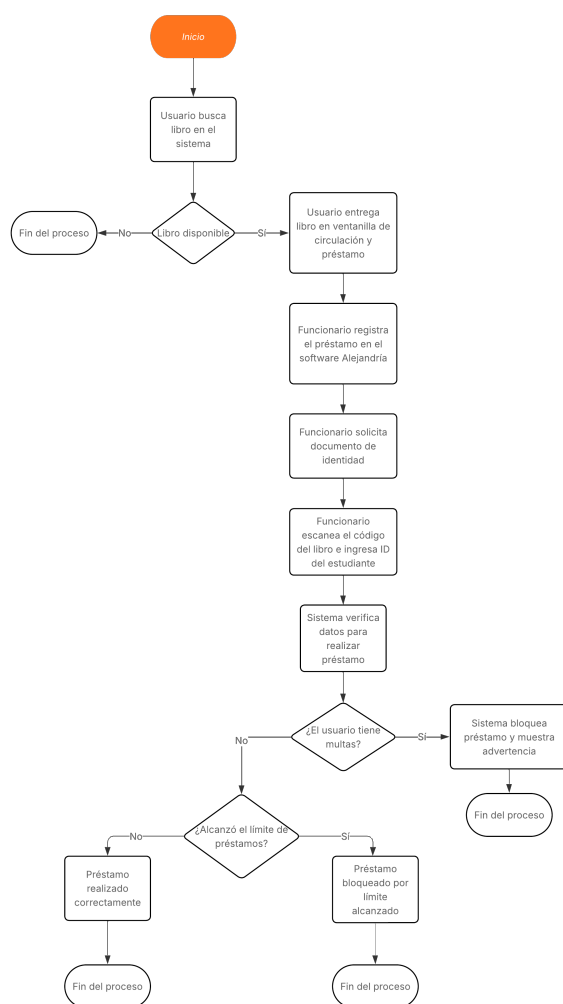 Inicio
Usuario busca
libro en el
sistema
Fin del proceso
No
Libro disponible
Sí
Usuario entrega
libro en ventanilla de
circulación y
préstamo
Funcionario registra
el préstamo en el
software Alejandría
Funcionario solicita
documento de
identidad
Funcionario
escanea el código
del libro e ingresa ID
del estudiante
Sistema verifica
datos para
realizar
préstamo
¿El usuario tiene
multas?
No
Sí
Sistema bloquea
préstamo y muestra
advertencia
Fin del proceso
¿Alcanzó el límite de
préstamos?
No
Sí
Préstamo
realizado
correctamente
Préstamo
bloqueado por
límite
alcanzado
Fin del proceso
Fin del proceso